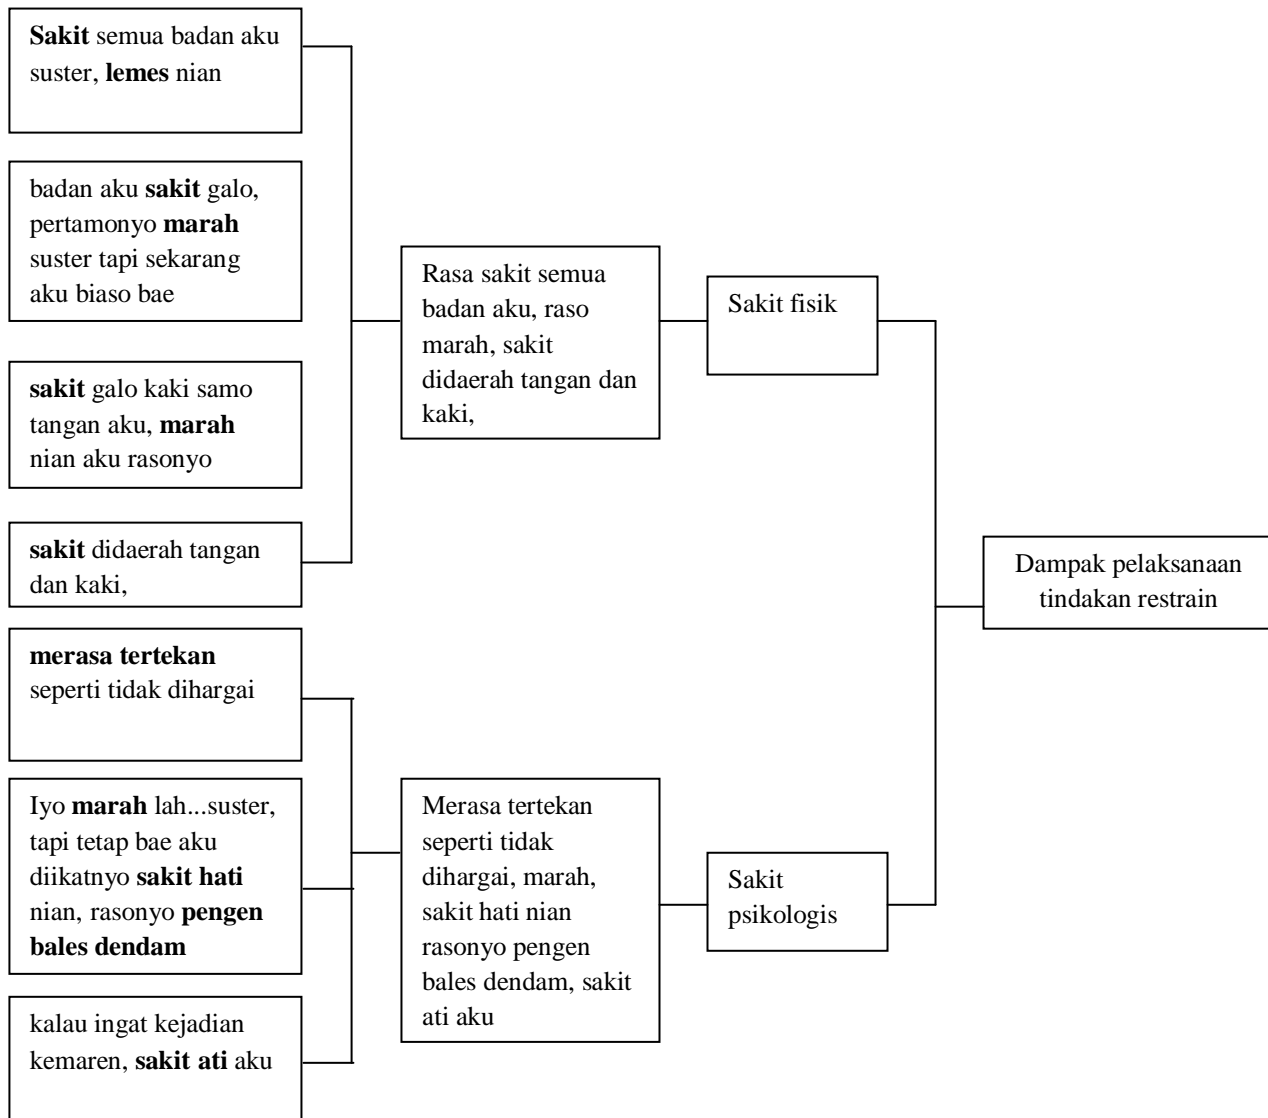 Sakit semua badan aku
suster, lemes nian
badan aku sakit galo,
pertamonyo marah
suster tapi sekarang
aku biaso bae
sakit galo kaki samo
tangan aku, marah
nian aku rasonyo
sakit didaerah tangan
dan kaki,
merasa tertekan
seperti tidak dihargai
Iyo marah lah...suster,
tapi tetap bae aku
diikatnyo sakit hati
nian, rasonyo pengen
bales dendam
kalau ingat kejadian
kemaren, sakit ati aku
Rasa sakit semua
badan aku, raso
marah, sakit
didaerah tangan dan
kaki,
Merasa tertekan
seperti tidak
dihargai, marah,
sakit hati nian
rasonyo pengen
bales dendam, sakit
ati aku
Sakit fisik
Sakit
psikologis
Dampak pelaksanaan
tindakan restrain